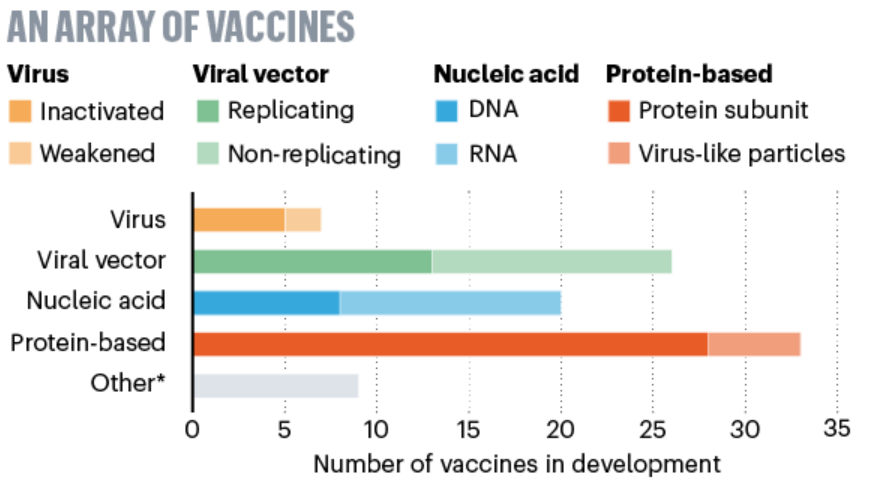 AN ARRAY OF VACCINES
Virus Viral vector Nucleic acid Protein-based
Inactivated Replicating DNA Protein subunit
Weakened Non-replicating RNA Virus-like particles
Virus
Viral vector
Nucleic acid
Protein-based
Other*
0 5 10 15 20 25 30 35
Number of vaccines in development